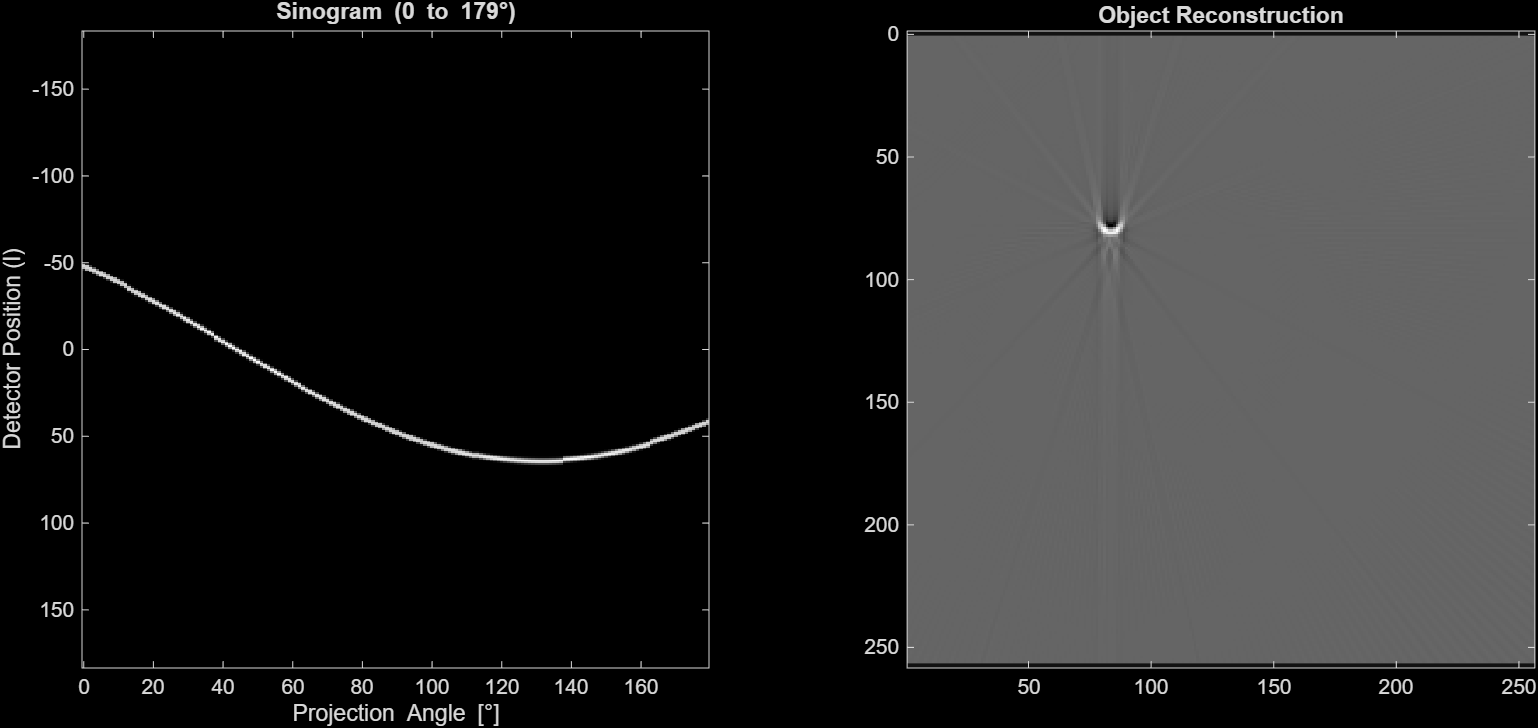 Sinogram (0 to 179°)
-150
-100
-50
0
50
100
150
Detector Position (l)
0 20 40 60 80 100 120 140 160
Projection Angle [°]
Object Reconstruction
0
50
100
150
200
250
50 100 150 200 250